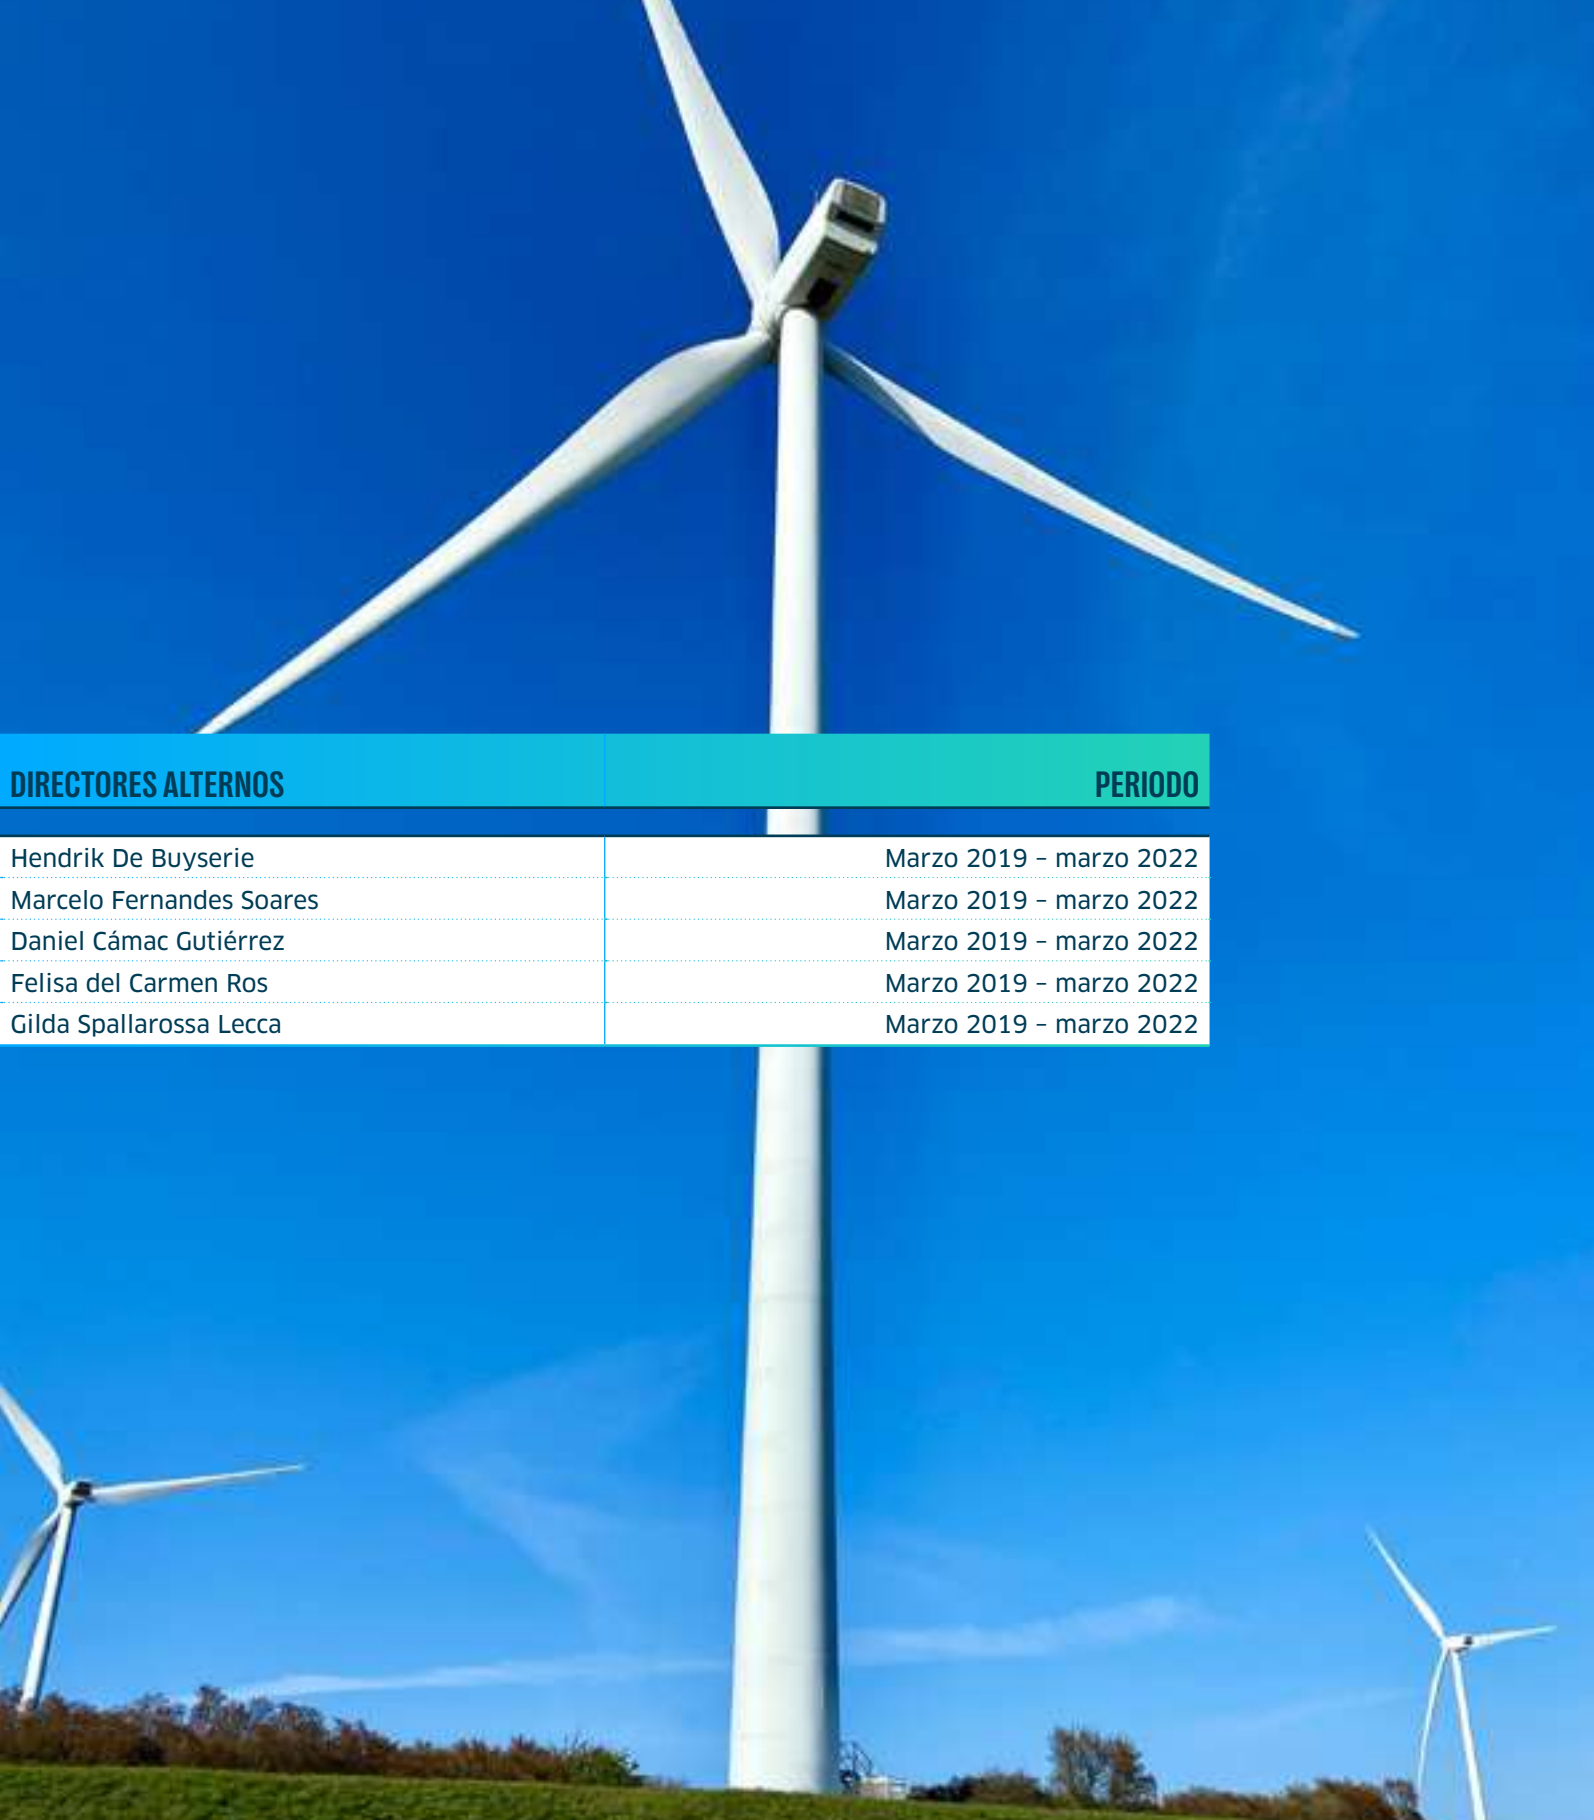 DIRECTORES ALTERNOS PERIODO
Hendrik De Buyserie Marzo 2019 – marzo 2022
Marcelo Fernandes Soares Marzo 2019 – marzo 2022
Daniel Cámac Gutiérrez Marzo 2019 – marzo 2022
Felisa del Carmen Ros Marzo 2019 – marzo 2022
Gilda Spallarossa Lecca Marzo 2019 – marzo 2022